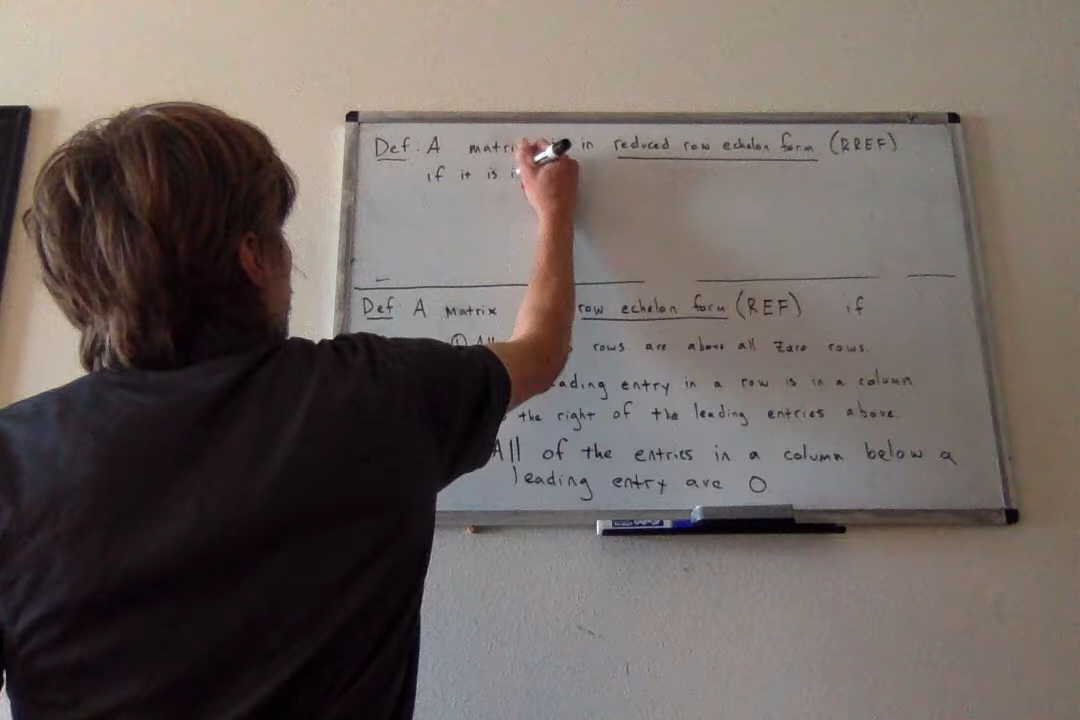 Def: A matri in reduced row echelon form (RREF)
if it is
Def: A matrix row echelon form (REF) if
rows are above all zero rows.
entry in a row is in a column
the right of the leading entries above.
All of the entries in a column below a
leading entry are 0